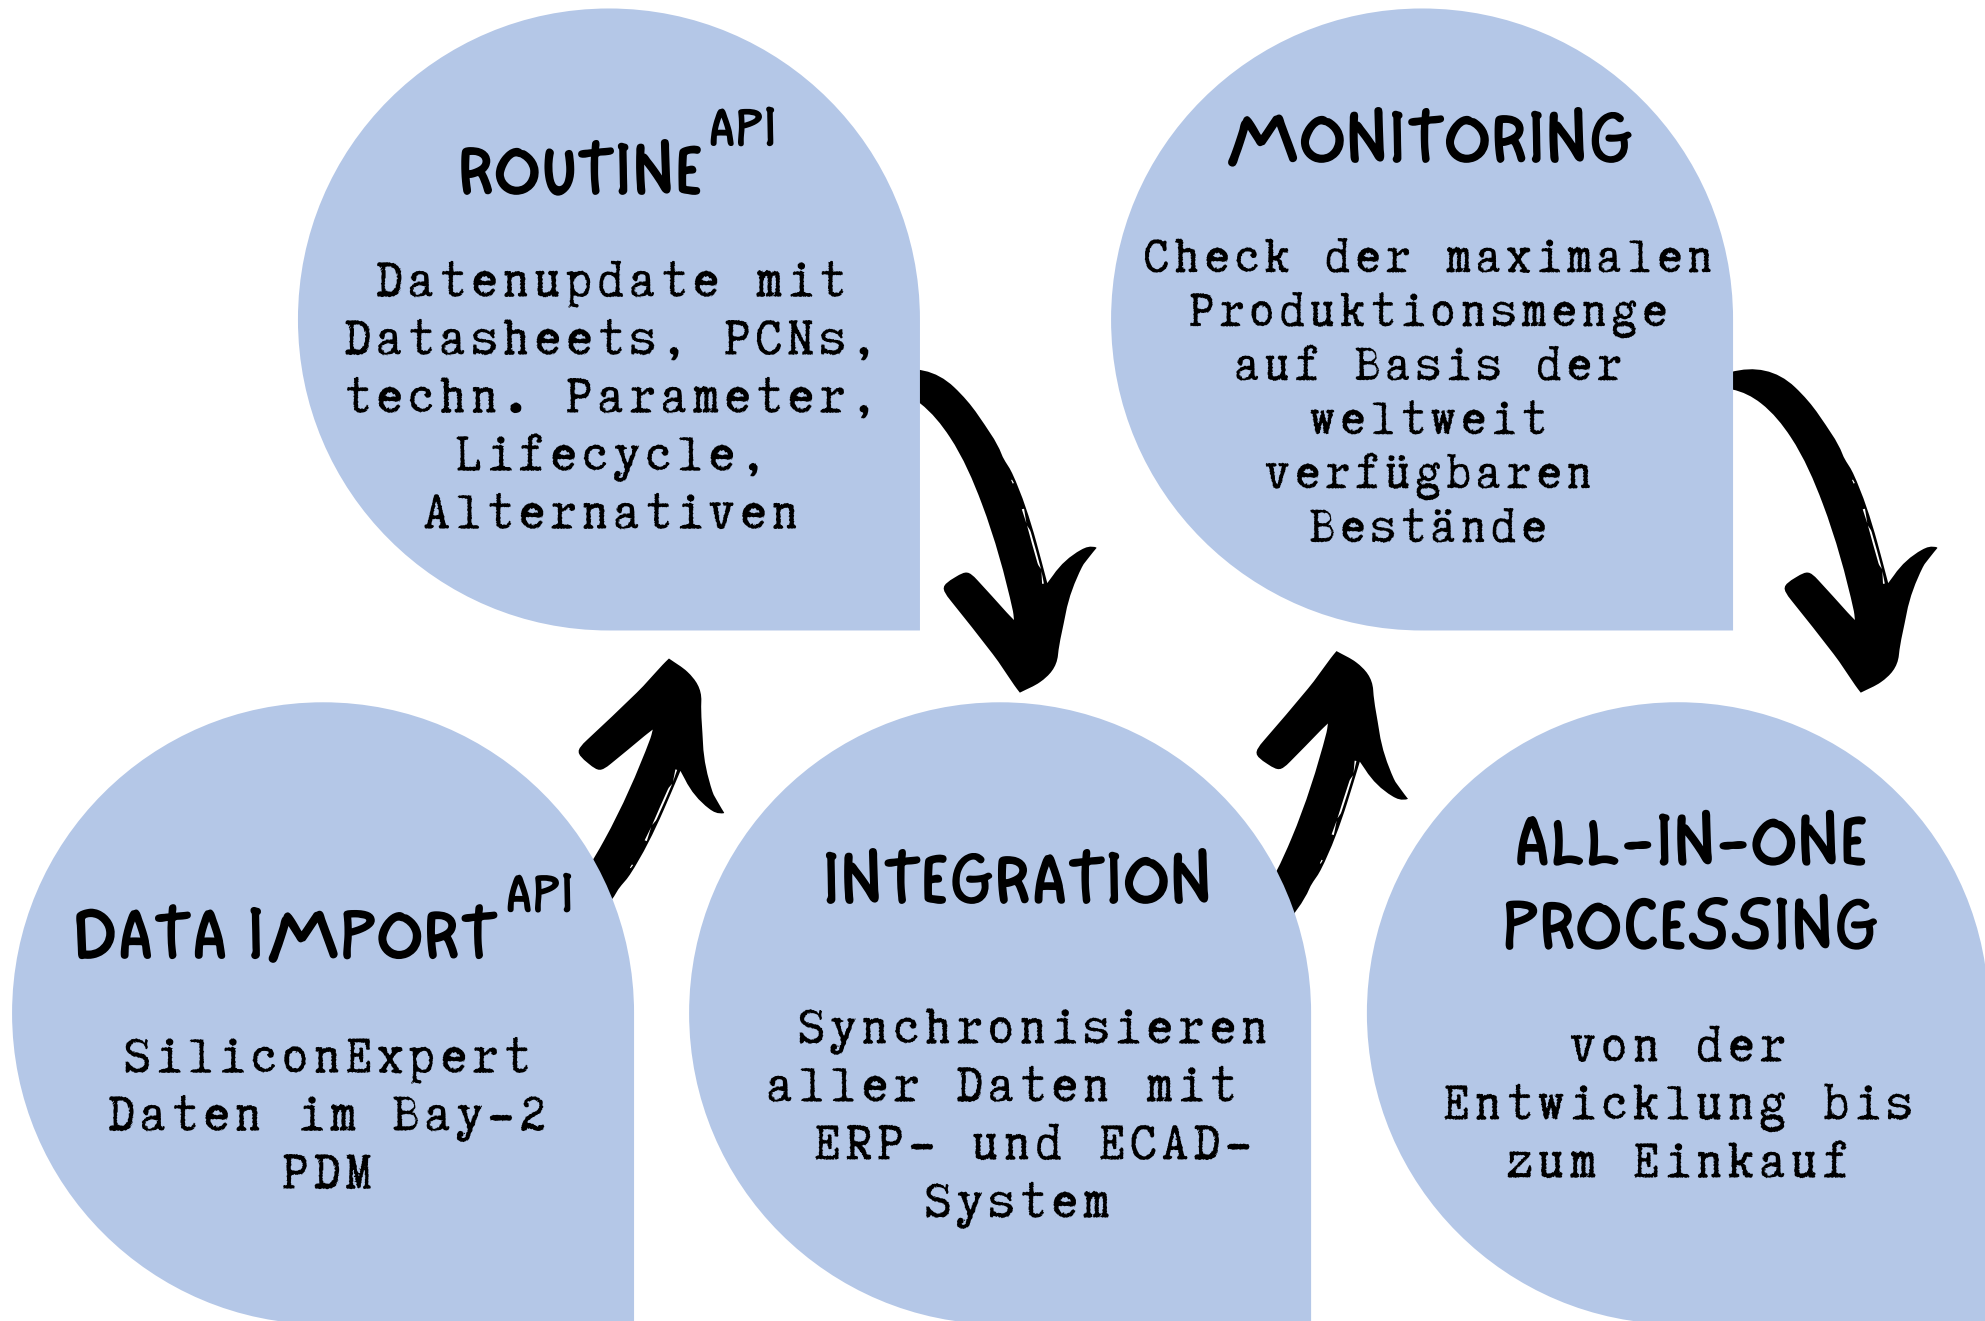 DATA IMPORT API
SiliconExpert
Daten im Bay-2
PDM
ROUTINE API
Datenupdate mit
Datasheets, PCNs,
techn. Parameter,
Lifecycle,
Alternativen
INTEGRATION
Synchronisieren
aller Daten mit
ERP- und ECAD-
System
MONITORING
Check der maximalen
Produktionsmenge
auf Basis der
weltweit
verfügbaren
Bestände
ALL-IN-ONE
PROCESSING
von der
Entwicklung bis
zum Einkauf